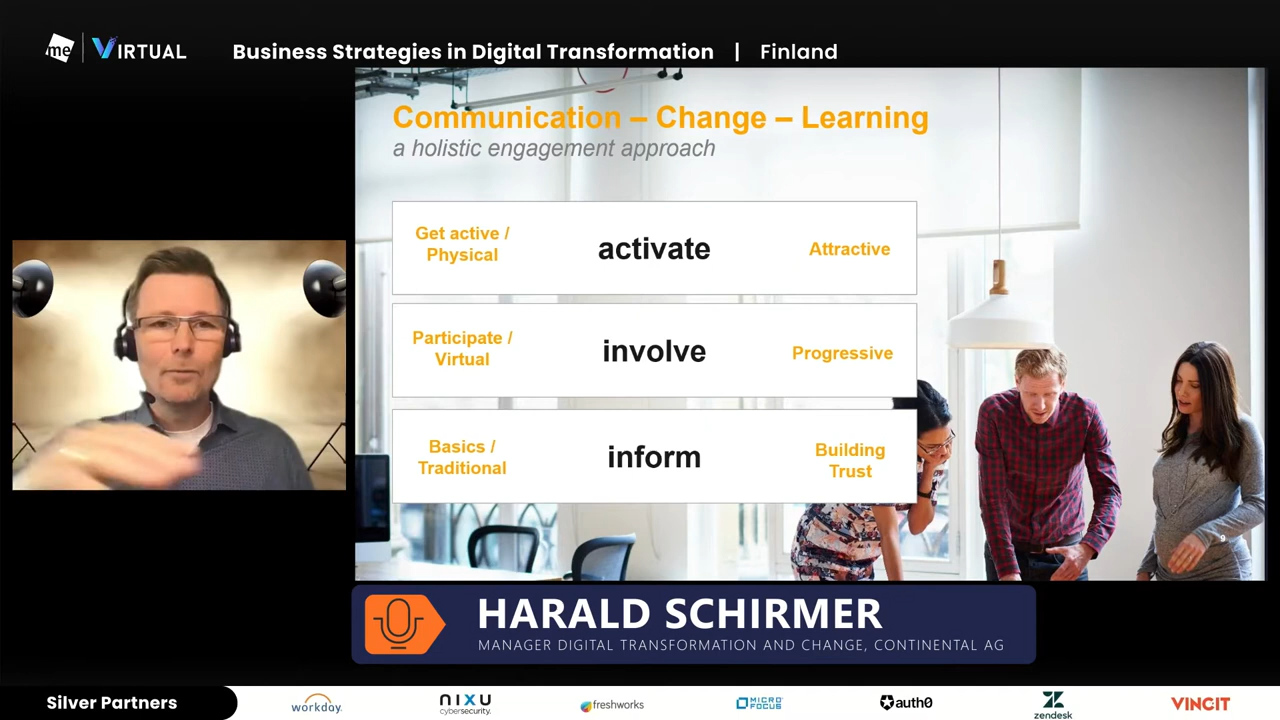 me VIRTUAL
Business Strategies in Digital Transformation | Finland
Communication – Change – Learning
a holistic engagement approach
Get active /
Physical
activate
Attractive
Participate /
Virtual
involve
Progressive
Basics /
Traditional
inform
Building
Trust
9
HARALD SCHIRMER
MANAGER DIGITAL TRANSFORMATION AND CHANGE, CONTINENTAL AG
Silver Partners
workday.
NIXU
cybersecurity.
freshworks
MICRO
FOCUS
auth0
zendesk
VINCIT